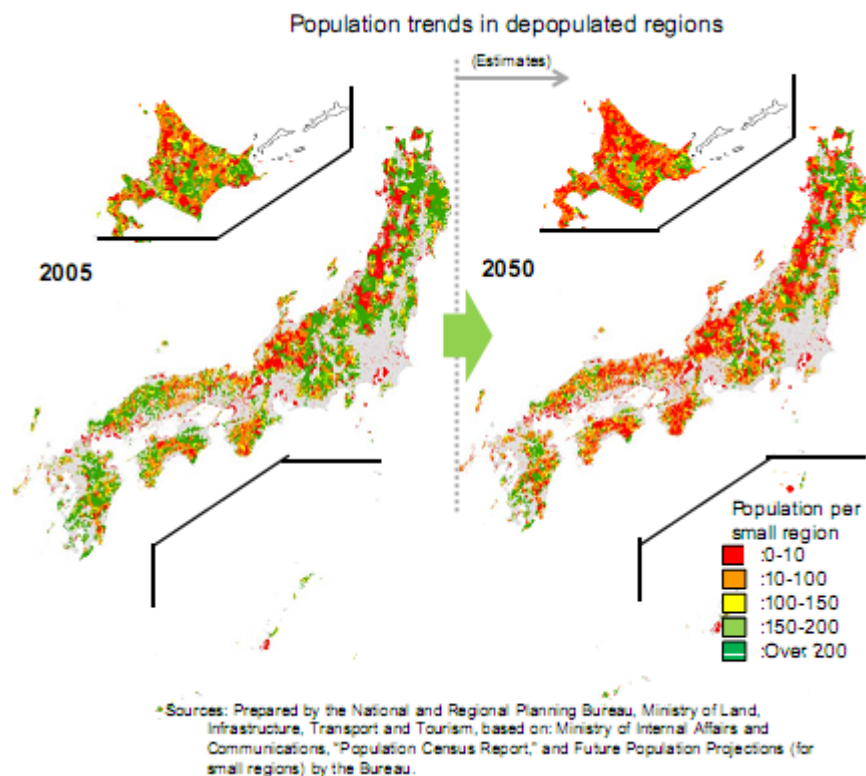 Population trends in depopulated regions
(Estimates)
2005
2050
Population per
small region
:0-10
:10-100
:100-150
:150-200
:Over 200
Sources: Prepared by the National and Regional Planning Bureau, Ministry of Land,
Infrastructure, Transport and Tourism, based on: Ministry of Internal Affairs and
Communications, "Population Census Report," and Future Population Projections (for
small regions) by the Bureau.